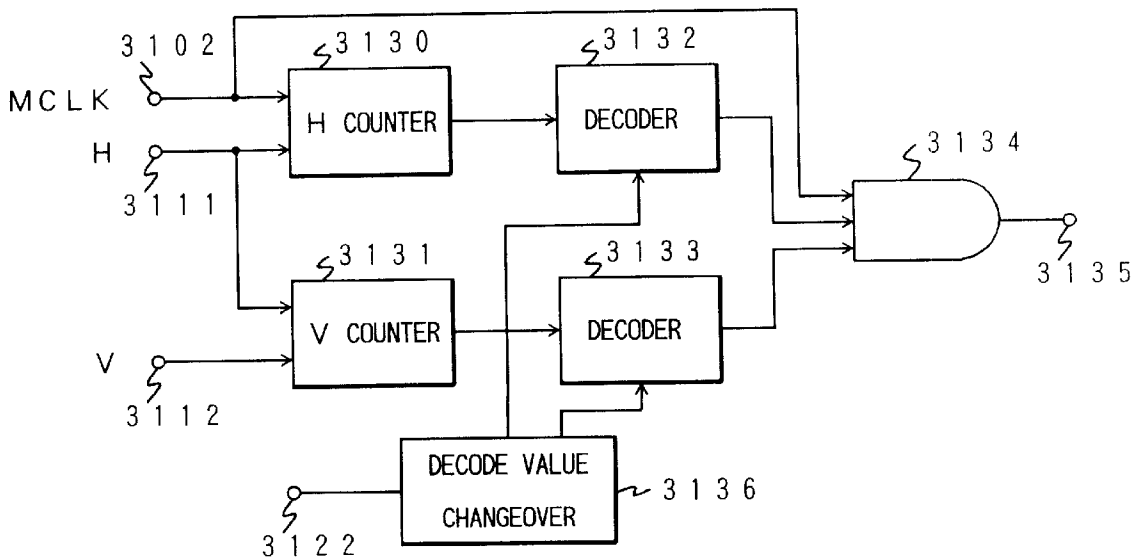 3102
3130
3132
MCLK
H COUNTER
DECODER
H
3134
3111
3131
3133
3135
V COUNTER
DECODER
V
3112
DECODE VALUE
CHANGEOVER
3136
3122